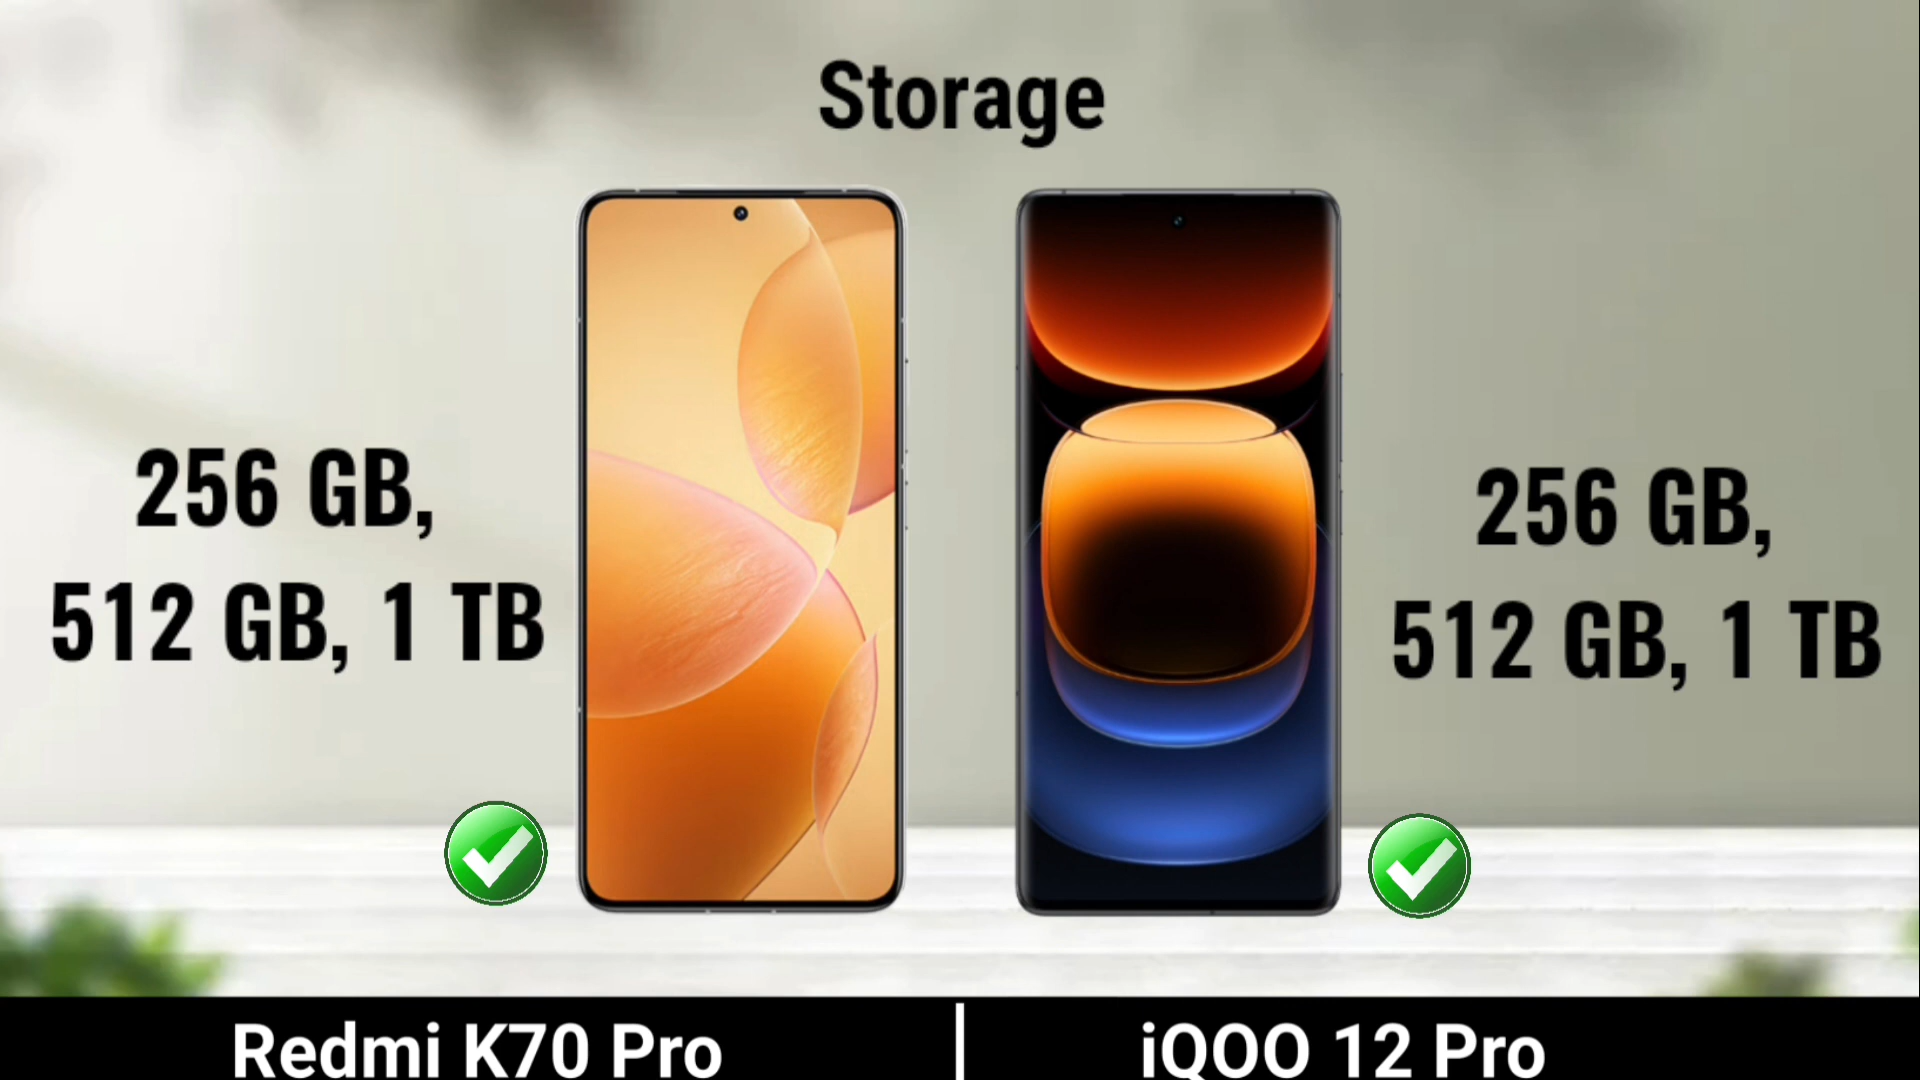 Storage
256 GB,
512 GB, 1 TB
256 GB,
512 GB, 1 TB
Redmi K70 Pro
iQOO 12 Pro